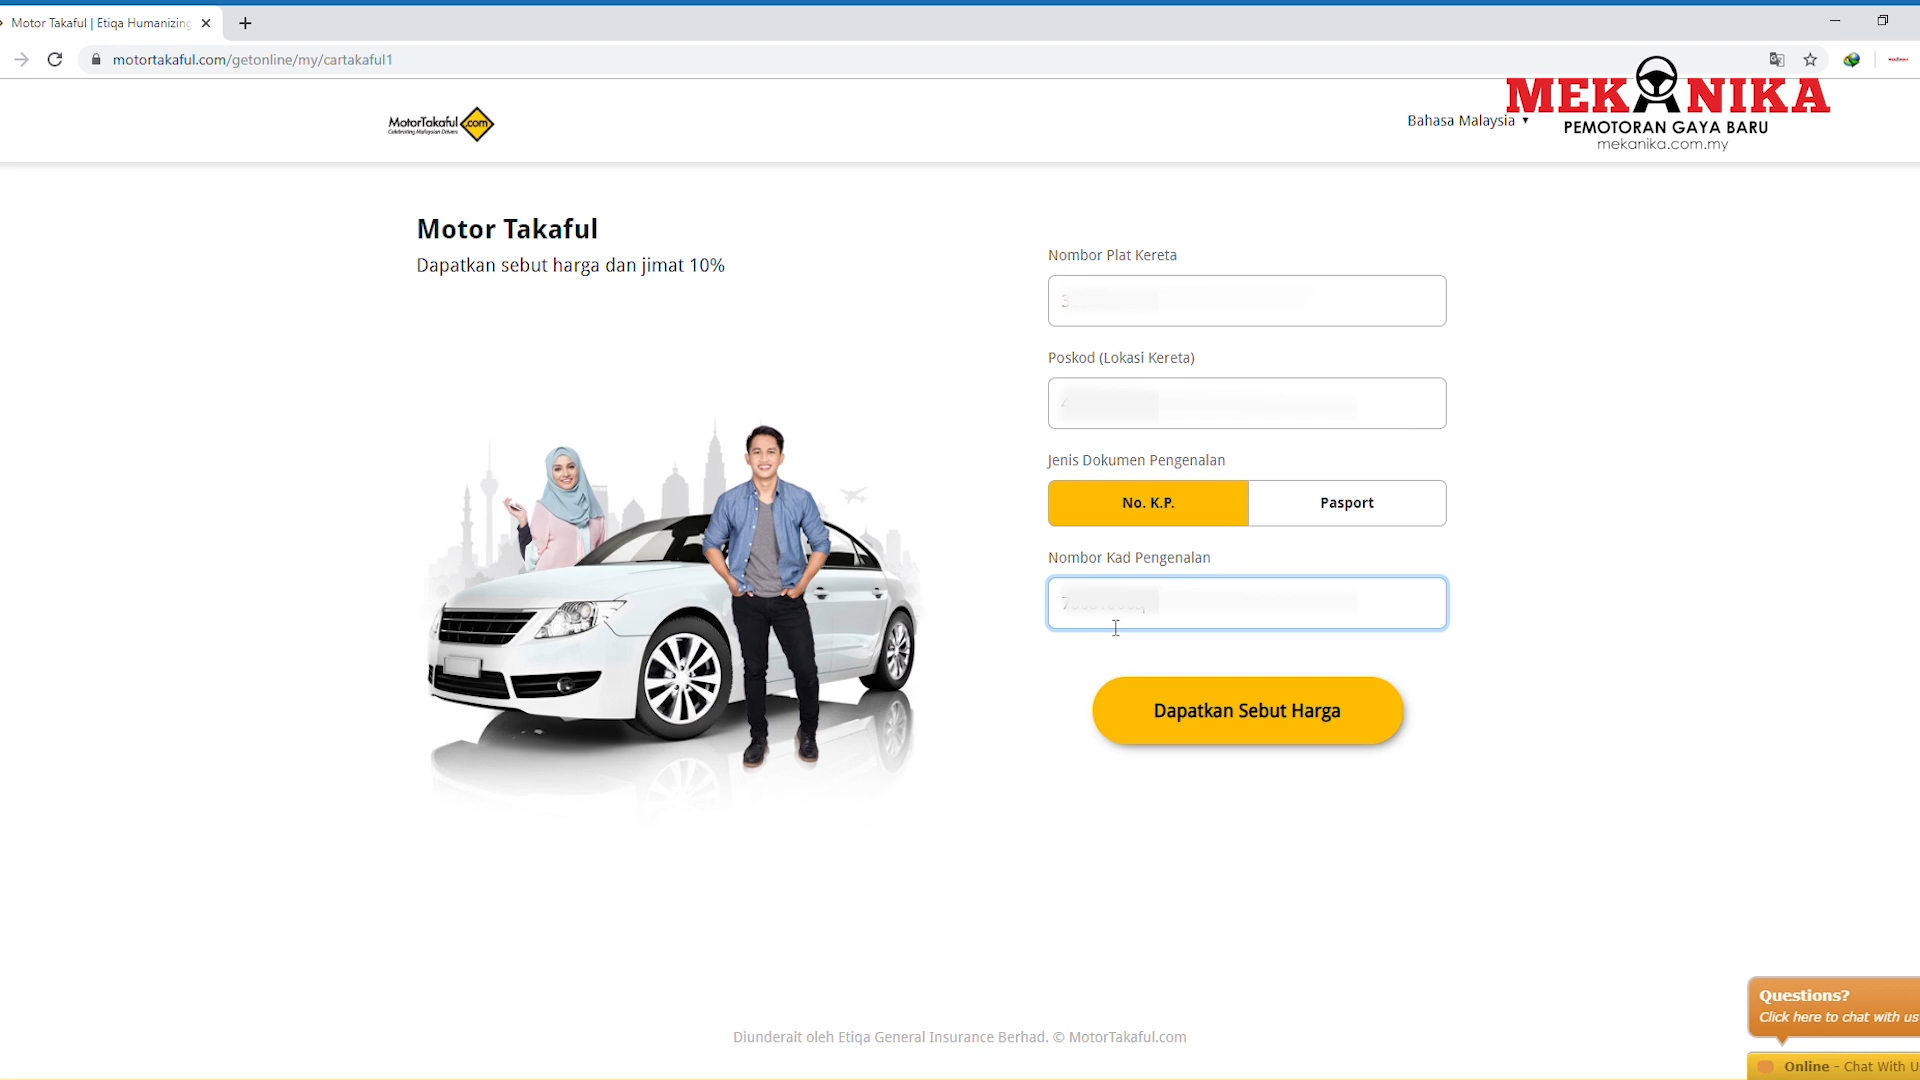 Motor Takaful | Etiqa Humanizing
motortakaful.com/getonline/my/cartakaful1
MotorTakaful.com
Celebrating Malaysian Drivers
Bahasa Malaysia
MEKANIKA
PEMOTORAN GAYA BARU
mekanika.com.my
Motor Takaful
Dapatkan sebut harga dan jimat 10%
Nombor Plat Kereta
Poskod (Lokasi Kereta)
Jenis Dokumen Pengenalan
No. K.P.
Pasport
Nombor Kad Pengenalan
Dapatkan Sebut Harga
Diunderait oleh Etiqa General Insurance Berhad. © MotorTakaful.com
Questions?
Click here to chat with us
Online - Chat With U